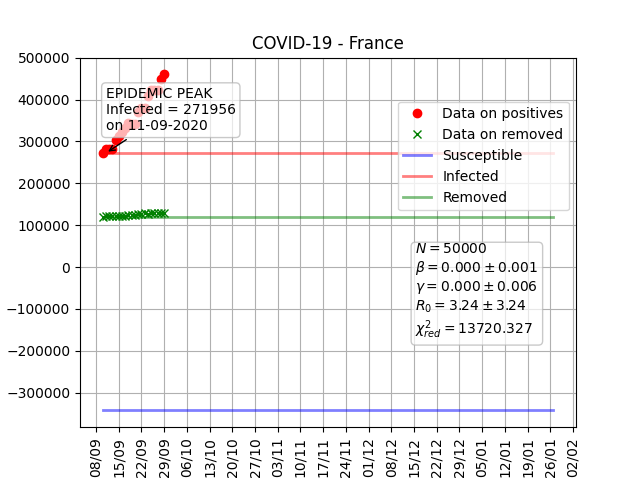 COVID-19 - France
500000
400000
300000
200000
100000
0
−100000
−200000
−300000
EPIDEMIC PEAK
Infected = 271956
on 11-09-2020
Data on positives
Data on removed
Susceptible
Infected
Removed
N = 50000
β = 0.000 ± 0.001
γ = 0.000 ± 0.006
R₀ = 3.24 ± 3.24
χ²red = 13720.327
08/09
15/09
22/09
29/09
06/10
13/10
20/10
27/10
03/11
10/11
17/11
24/11
01/12
08/12
15/12
22/12
29/12
05/01
12/01
19/01
26/01
02/02